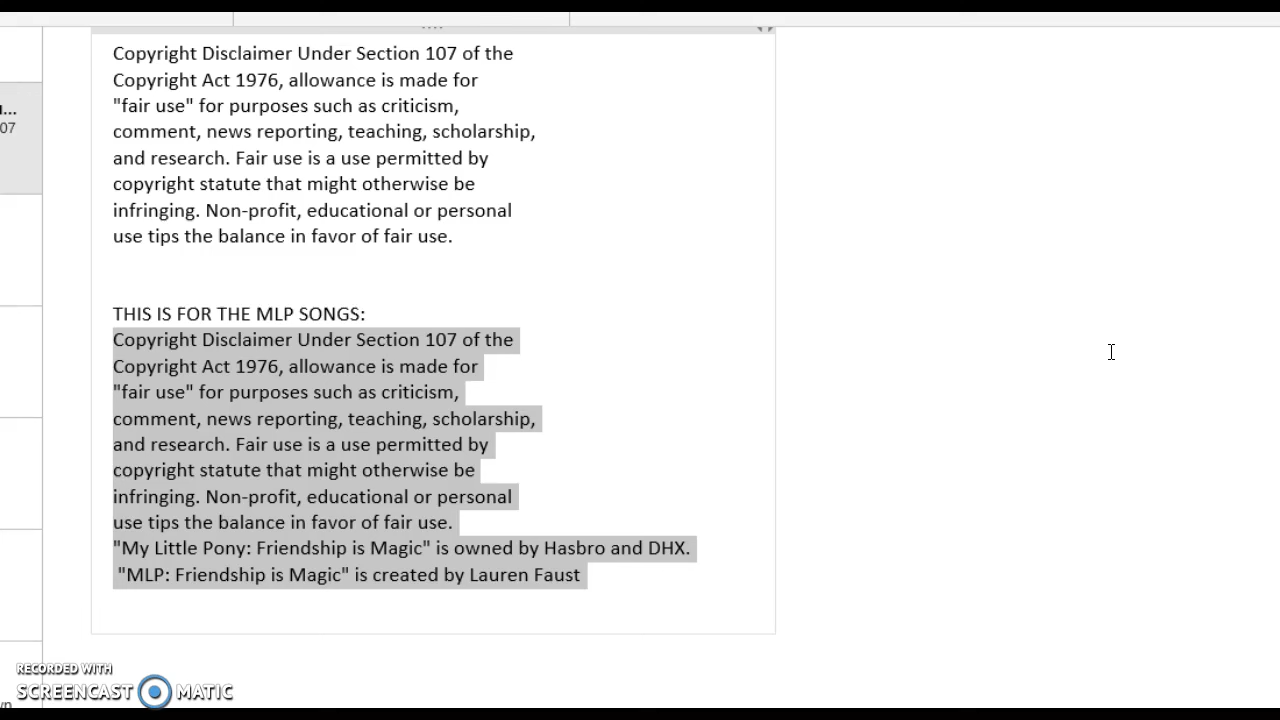 Copyright Disclaimer Under Section 107 of the
Copyright Act 1976, allowance is made for
"fair use" for purposes such as criticism,
comment, news reporting, teaching, scholarship,
and research. Fair use is a use permitted by
copyright statute that might otherwise be
infringing. Non-profit, educational or personal
use tips the balance in favor of fair use.
THIS IS FOR THE MLP SONGS:
Copyright Disclaimer Under Section 107 of the
Copyright Act 1976, allowance is made for
"fair use" for purposes such as criticism,
comment, news reporting, teaching, scholarship,
and research. Fair use is a use permitted by
copyright statute that might otherwise be
infringing. Non-profit, educational or personal
use tips the balance in favor of fair use.
"My Little Pony: Friendship is Magic" is owned by Hasbro and DHX.
"MLP: Friendship is Magic" is created by Lauren Faust
07
RECORDED WITH
SCREENCAST MATIC